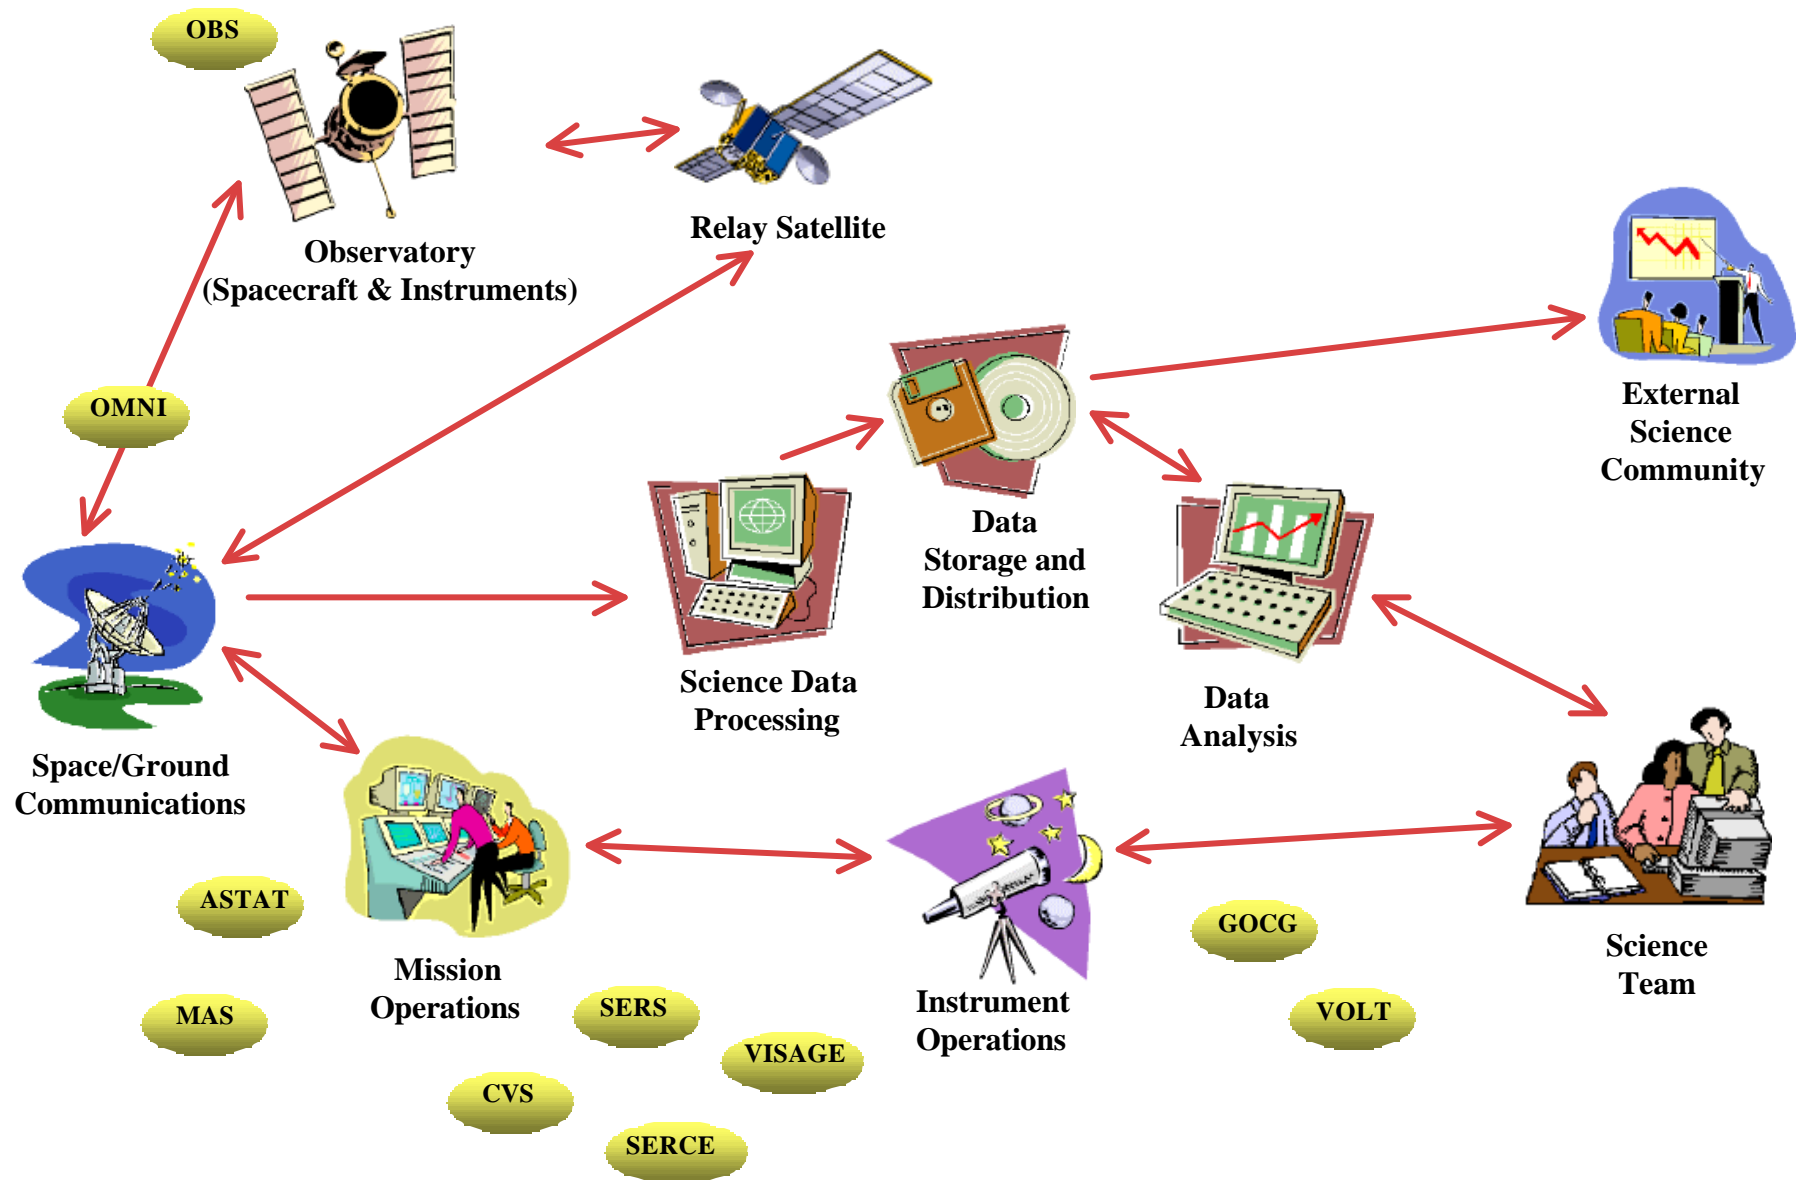 OBS
Observatory
(Spacecraft & Instruments)
Relay Satellite
External
Science
Community
OMNI
Data
Storage and
Distribution
Science Data
Processing
Data
Analysis
Space/Ground
Communications
ASTAT
Mission
Operations
MAS
SERS
VISAGE
CVS
SERCE
Instrument
Operations
GOCG
VOLT
Science
Team